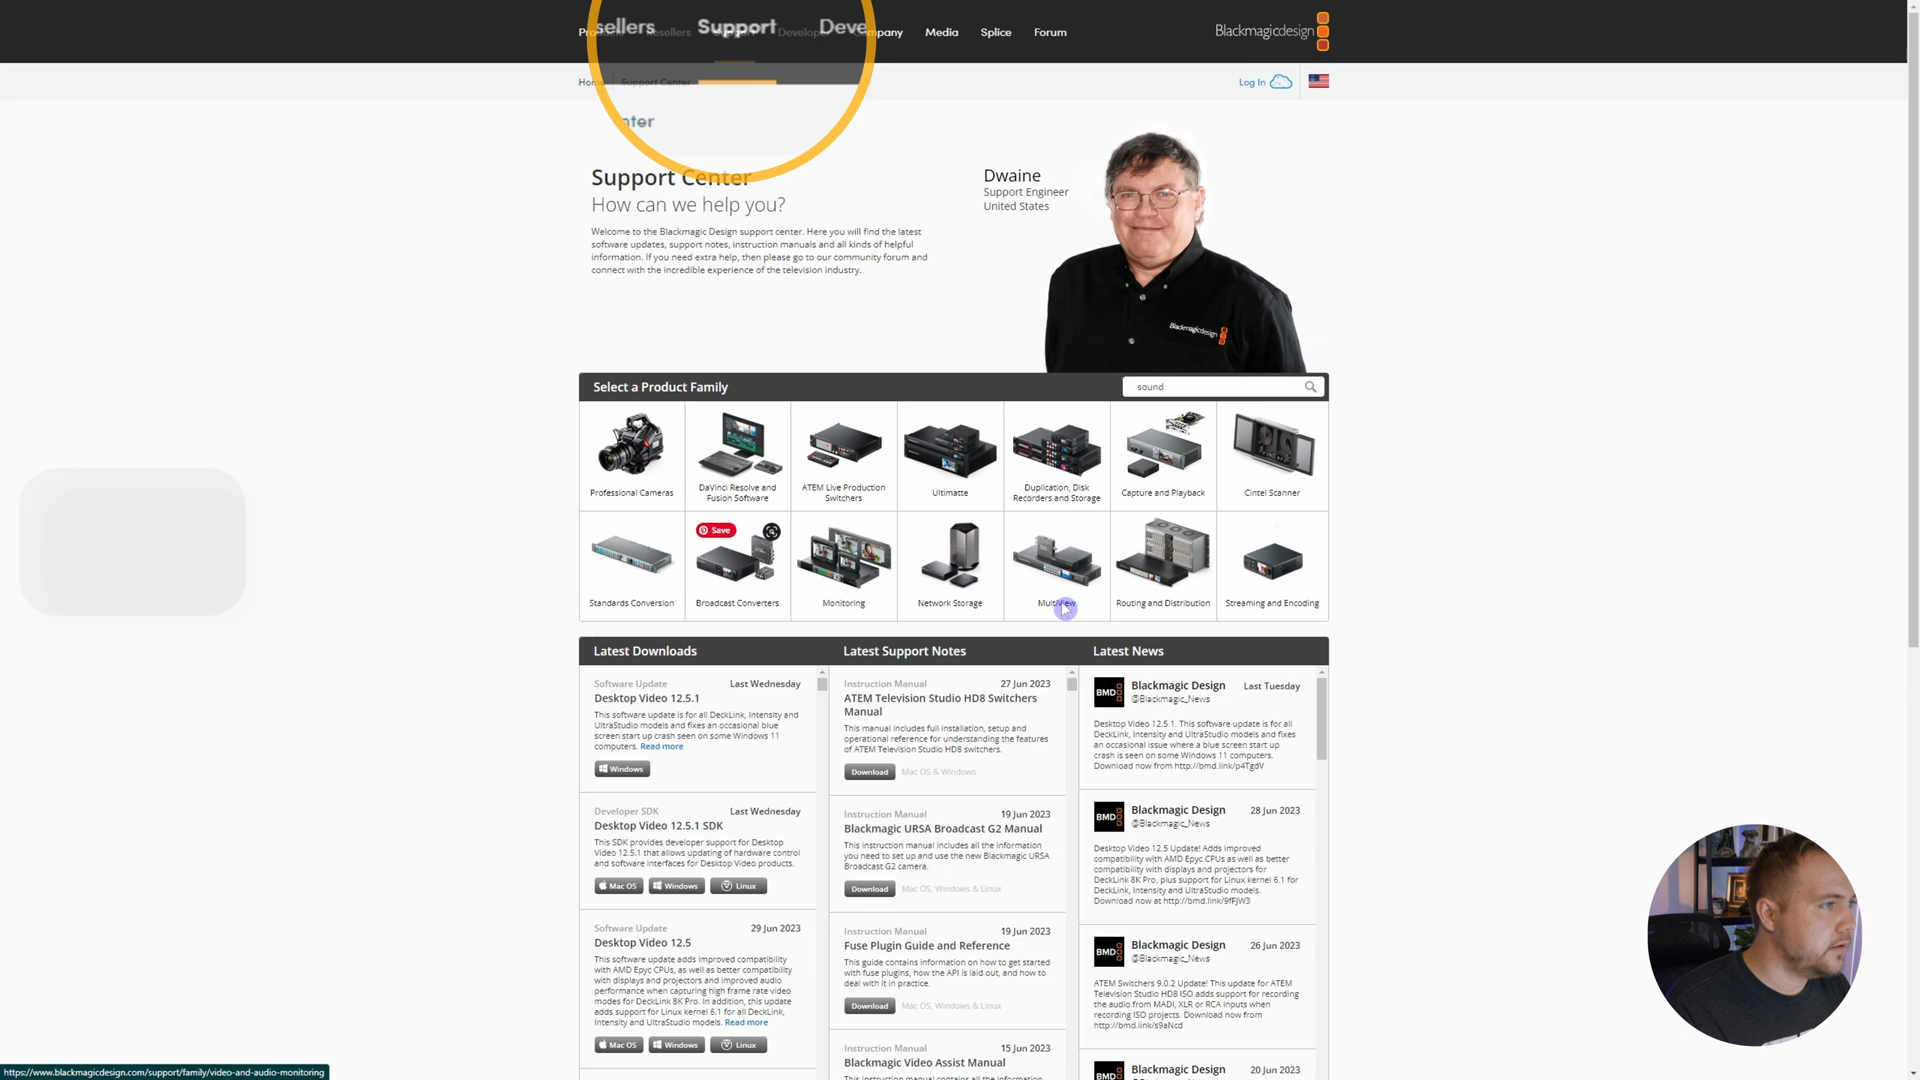 sellers Support Deve
Company Media Splice Forum
Blackmagicdesign
Support Center
Log In
nter
Support Center
How can we help you?
Welcome to the Blackmagic Design support center. Here you will find the latest
software updates, support notes, instruction manuals and all kinds of helpful
information. If you need extra help, then please go to our community forum and
connect with the incredible experience of the television industry.
Dwaine
Support Engineer
United States
Blackmagicdesign
Select a Product Family
sound
Professional Cameras
DaVinci Resolve and
Fusion Software
ATEM Live Production
Switchers
Ultimatte
Duplication, Disk
Recorders and Storage
Capture and Playback
Cintel Scanner
Save
Standards Conversion
Broadcast Converters
Monitoring
Network Storage
MultiView
Routing and Distribution
Streaming and Encoding
Latest Downloads
Software Update Last Wednesday
Desktop Video 12.5.1
This software update is for all DeckLink, Intensity and
UltraStudio models and fixes an occasional blue
screen start up crash seen on some Windows 11
computers. Read more
Windows
Developer SDK Last Wednesday
Desktop Video 12.5.1 SDK
This SDK provides developer support for Desktop
Video 12.5.1 that allows updating of hardware control
and software interfaces for Desktop Video products.
Mac OS Windows Linux
Software Update 29 Jun 2023
Desktop Video 12.5
This software update adds improved compatibility
with AMD Epyc CPUs, as well as better compatibility
with displays and projectors and improved audio
performance when capturing high frame rate video
modes for DeckLink 8K Pro. In addition, this update
adds support for Linux kernel 6.1 for all DeckLink,
Intensity and UltraStudio models. Read more
Mac OS Windows Linux
Latest Support Notes
Instruction Manual 27 Jun 2023
ATEM Television Studio HD8 Switchers
Manual
This manual includes full installation, setup and
operational reference for understanding the features
of ATEM Television Studio HD8 switchers.
Download Mac OS & Windows
Instruction Manual 19 Jun 2023
Blackmagic URSA Broadcast G2 Manual
This instruction manual includes all the information
you need to set up and use the new Blackmagic URSA
Broadcast G2 camera.
Download Mac OS, Windows & Linux
Instruction Manual 19 Jun 2023
Fuse Plugin Guide and Reference
This guide contains information on how to get started
with fuse plugins, how the API is laid out, and how to
deal with it in practice.
Download Mac OS, Windows & Linux
Instruction Manual 15 Jun 2023
Blackmagic Video Assist Manual
This instruction manual contains all the information
Latest News
BMD
Blackmagic Design Last Tuesday
@Blackmagic_News
Desktop Video 12.5.1. This software update is for all
DeckLink, Intensity and UltraStudio models and fixes
an occasional issue where a blue screen start up
crash is seen on some Windows 11 computers.
Download now from http://bmd.link/p4TgdV
BMD
Blackmagic Design 28 Jun 2023
@Blackmagic_News
Desktop Video 12.5 Update! Adds improved
compatibility with AMD Epyc CPUs as well as better
compatibility with displays and projectors for
DeckLink 8K Pro, plus support for Linux kernel 6.1 for
DeckLink, Intensity and UltraStudio models.
Download now at http://bmd.link/9fFJW3
BMD
Blackmagic Design 26 Jun 2023
@Blackmagic_News
ATEM Switchers 9.0.2 Update! This update for ATEM
Television Studio HD8 ISO adds support for recording
the audio from MADI, XLR or RCA inputs when
recording ISO projects. Download now from
http://bmd.link/s9aNcd
BMD
Blackmagic Design 20 Jun 2023
@Blackmagic_News
https://www.blackmagicdesign.com/support/family/video-and-audio-monitoring